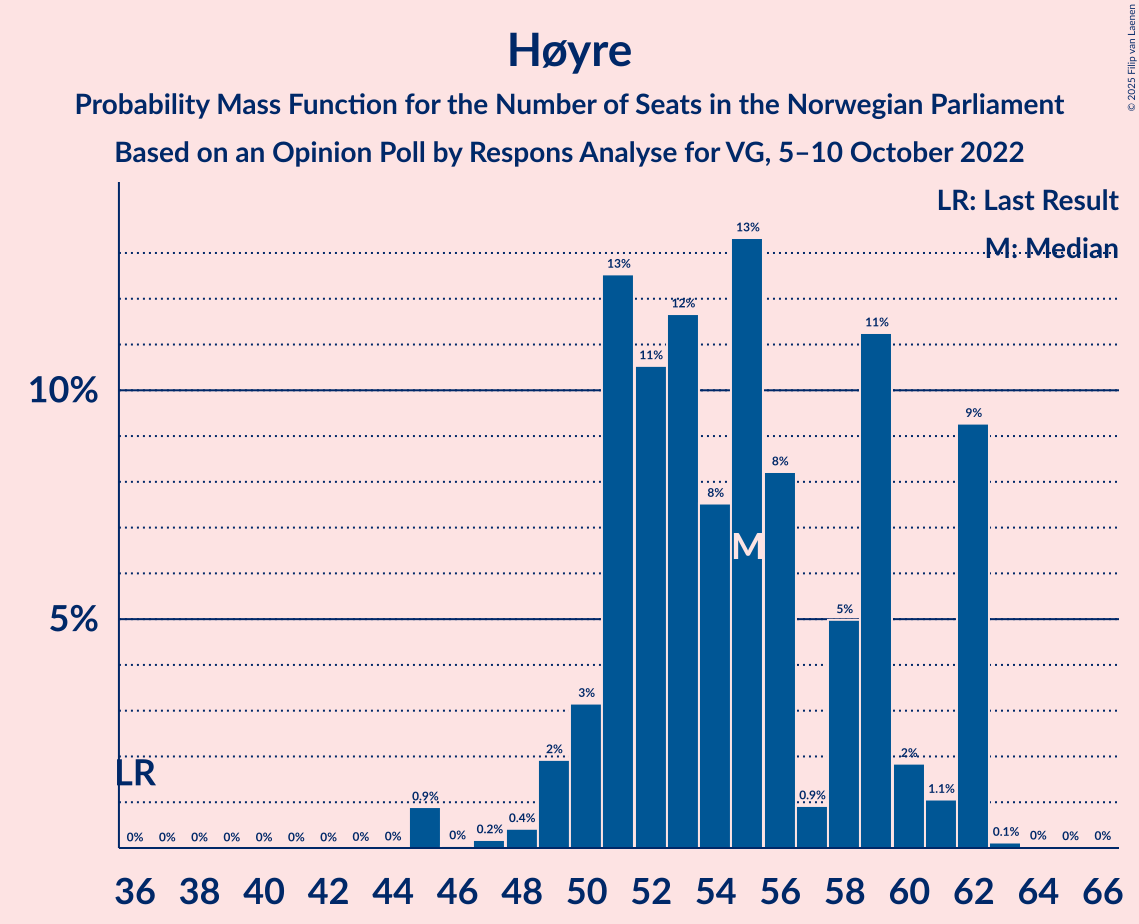 Høyre
Probability Mass Function for the Number of Seats in the Norwegian Parliament
Based on an Opinion Poll by Respons Analyse for VG, 5–10 October 2022
© 2025 Filip van Laenen
LR: Last Result
M: Median
10%
5%
LR
M
0% 0% 0% 0% 0% 0% 0% 0% 0% 0.9% 0% 0.2% 0.4% 2% 3% 13% 11% 12% 8% 13% 8% 0.9% 5% 11% 2% 1.1% 9% 0.1% 0% 0% 0%
36 38 40 42 44 46 48 50 52 54 56 58 60 62 64 66